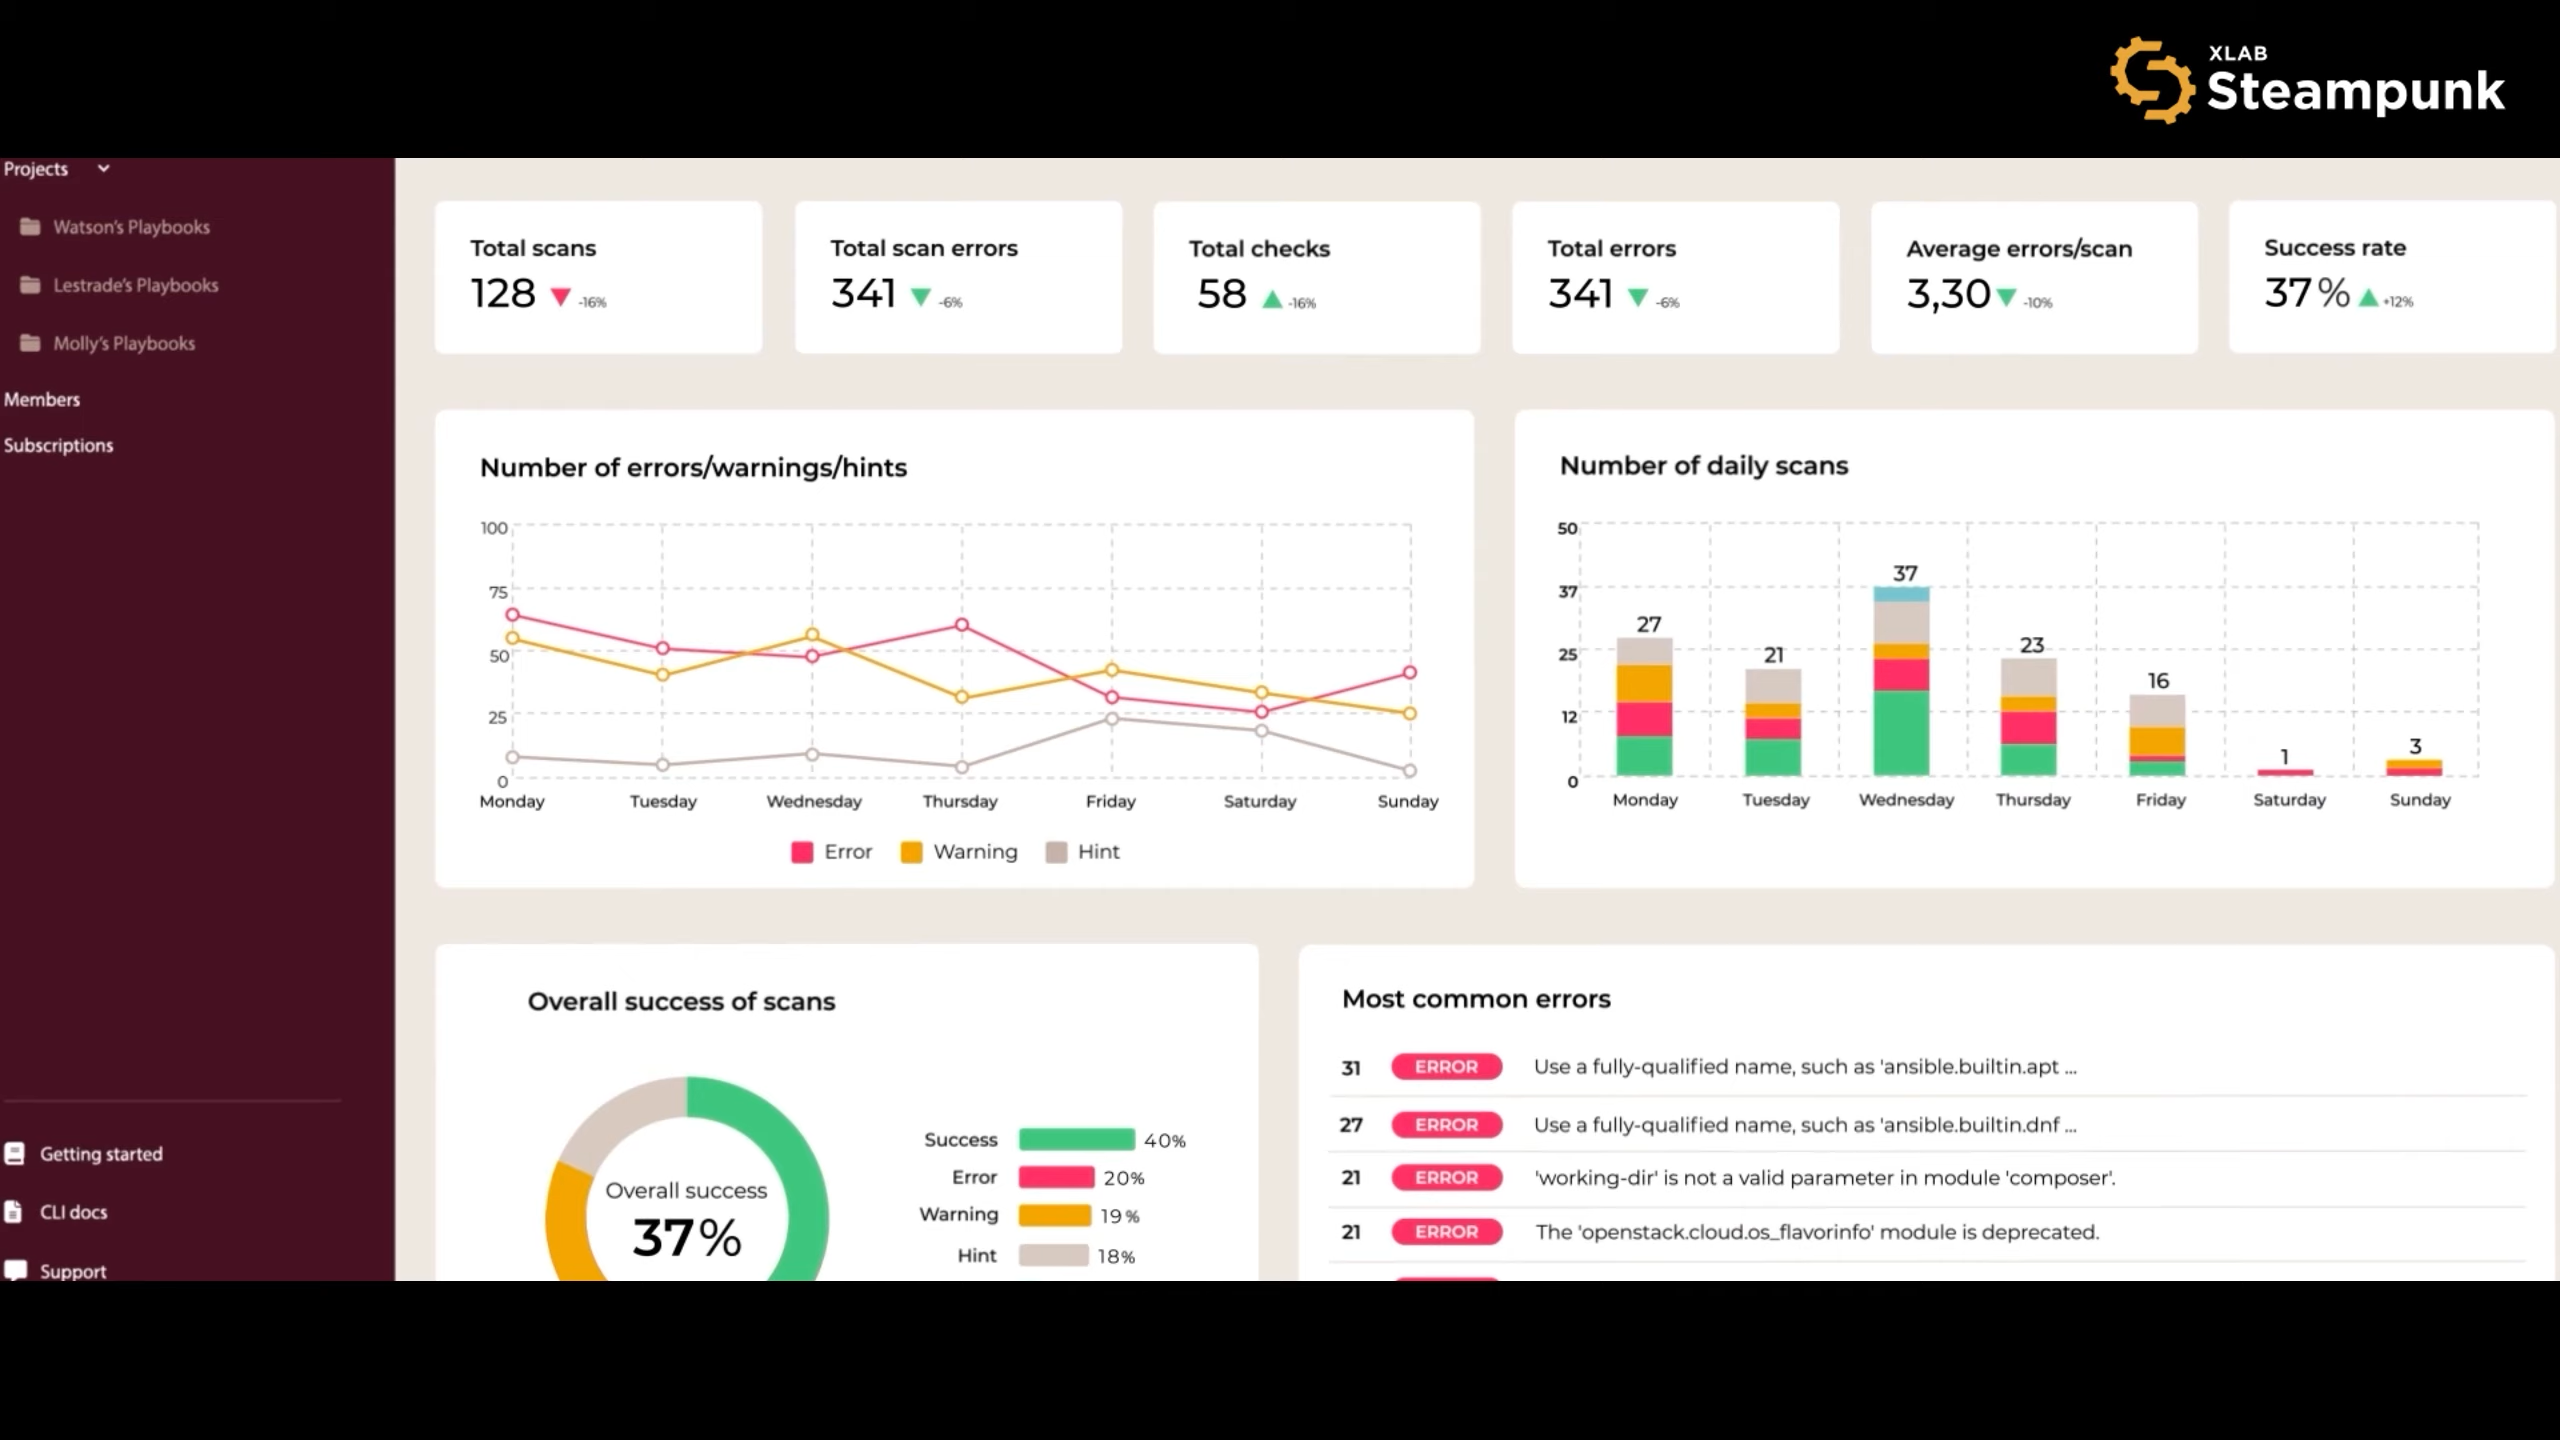 XLAB
Steampunk
Projects
Watson's Playbooks
Lestrade's Playbooks
Molly's Playbooks
Members
Subscriptions
Getting started
CLI docs
Support
Total scans
128 -16%
Total scan errors
341 -6%
Total checks
58 -16%
Total errors
341 -6%
Average errors/scan
3,30 -10%
Success rate
37% +12%
Number of errors/warnings/hints
100
75
50
25
0
Monday Tuesday Wednesday Thursday Friday Saturday Sunday
Error Warning Hint
Number of daily scans
50
37
25
12
0
27 21 37 23 16 1 3
Monday Tuesday Wednesday Thursday Friday Saturday Sunday
Overall success of scans
Overall success
37%
Success 40%
Error 20%
Warning 19%
Hint 18%
Most common errors
31 ERROR Use a fully-qualified name, such as 'ansible.builtin.apt ...
27 ERROR Use a fully-qualified name, such as 'ansible.builtin.dnf ...
21 ERROR 'working-dir' is not a valid parameter in module 'composer'.
21 ERROR The 'openstack.cloud.os_flavorinfo' module is deprecated.